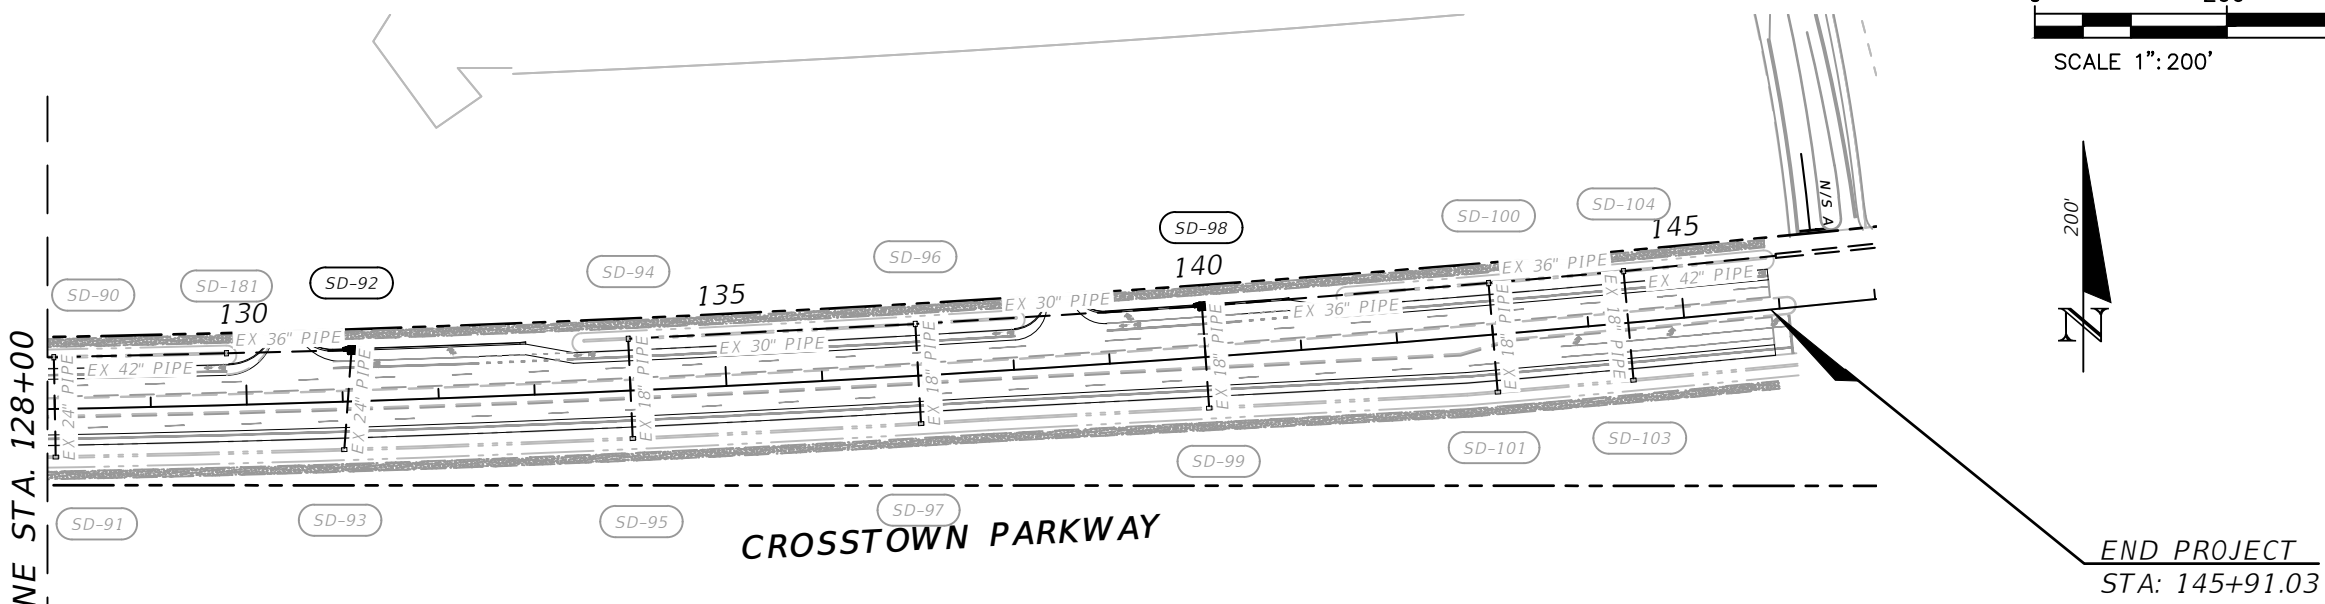 SCALE 1":200'
N/S A
200'
N
SD-90
SD-181
SD-92
SD-94
SD-96
SD-98
SD-100
SD-104
130
135
140
145
EX 36" PIPE
EX 42" PIPE
EX 24" PIPE
EX 24" PIPE
EX 30" PIPE
EX 18" PIPE
EX 18" PIPE
EX 30" PIPE
EX 18" PIPE
EX 36" PIPE
EX 36" PIPE
EX 18" PIPE
EX 18" PIPE
EX 42" PIPE
SD-91
SD-93
SD-95
SD-97
SD-99
SD-101
SD-103
NE STA. 128+00
CROSSTOWN PARKWAY
END PROJECT
STA: 145+91.03